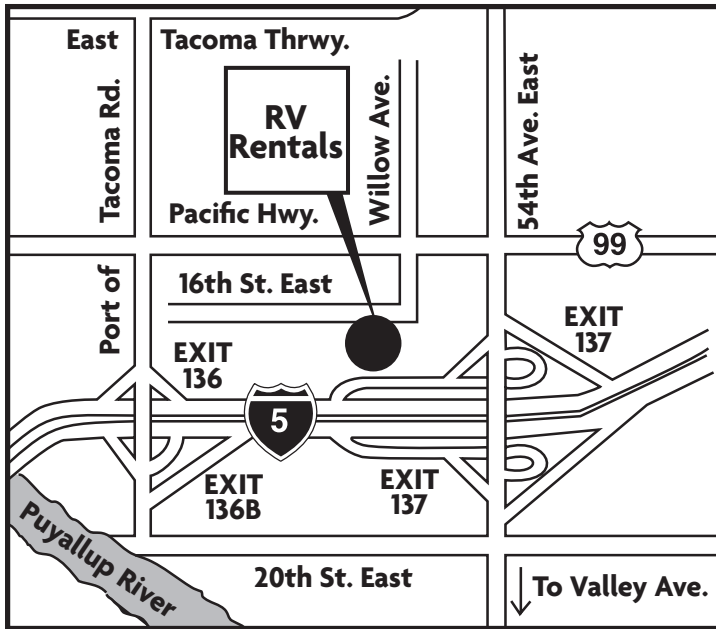 East Tacoma Thrwy.
RV
Rentals
Port of Tacoma Rd.
Willow Ave.
54th Ave. East
Pacific Hwy.
99
16th St. East
EXIT
136
EXIT
137
5
EXIT
136B
EXIT
137
Puyallup River
20th St. East
To Valley Ave.